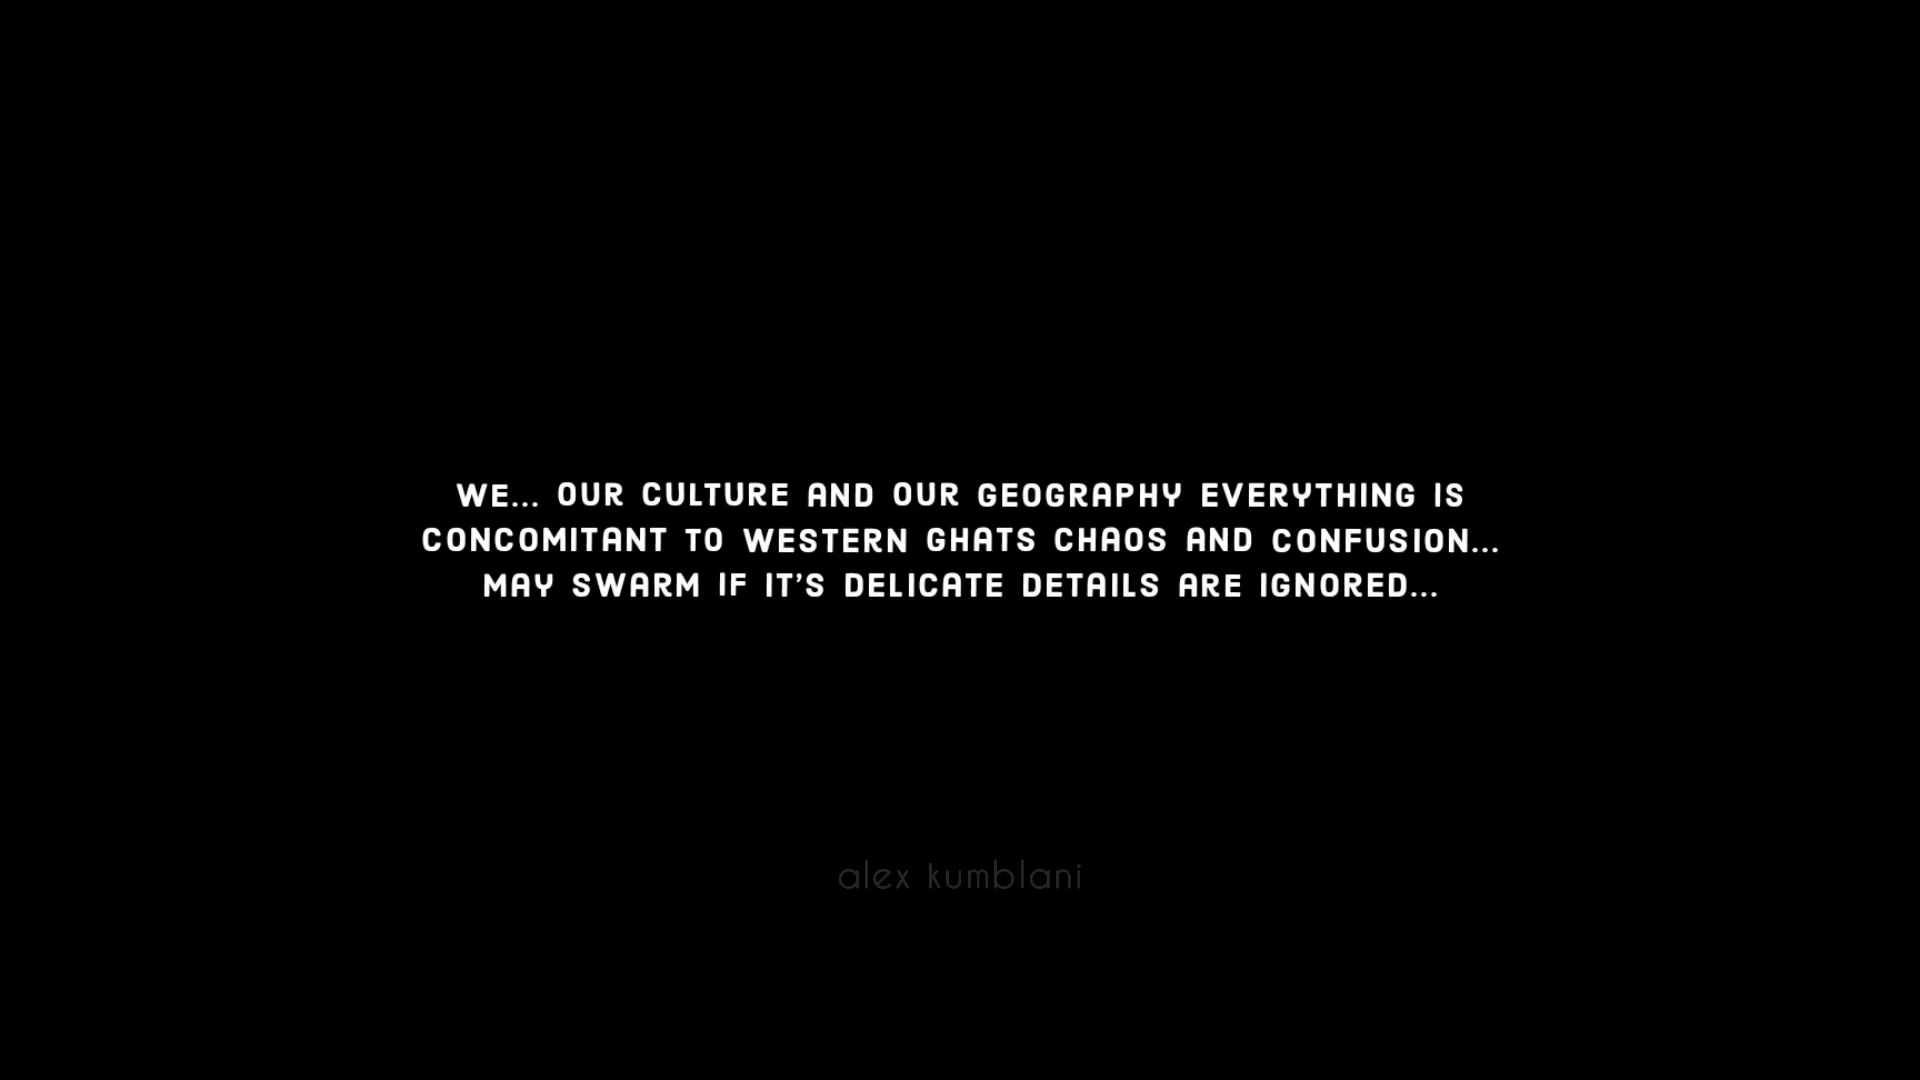 WE... OUR CULTURE AND OUR GEOGRAPHY EVERYTHING IS
CONCOMITANT TO WESTERN GHATS CHAOS AND CONFUSION...
MAY SWARM IF IT'S DELICATE DETAILS ARE IGNORED...
alex kumblani